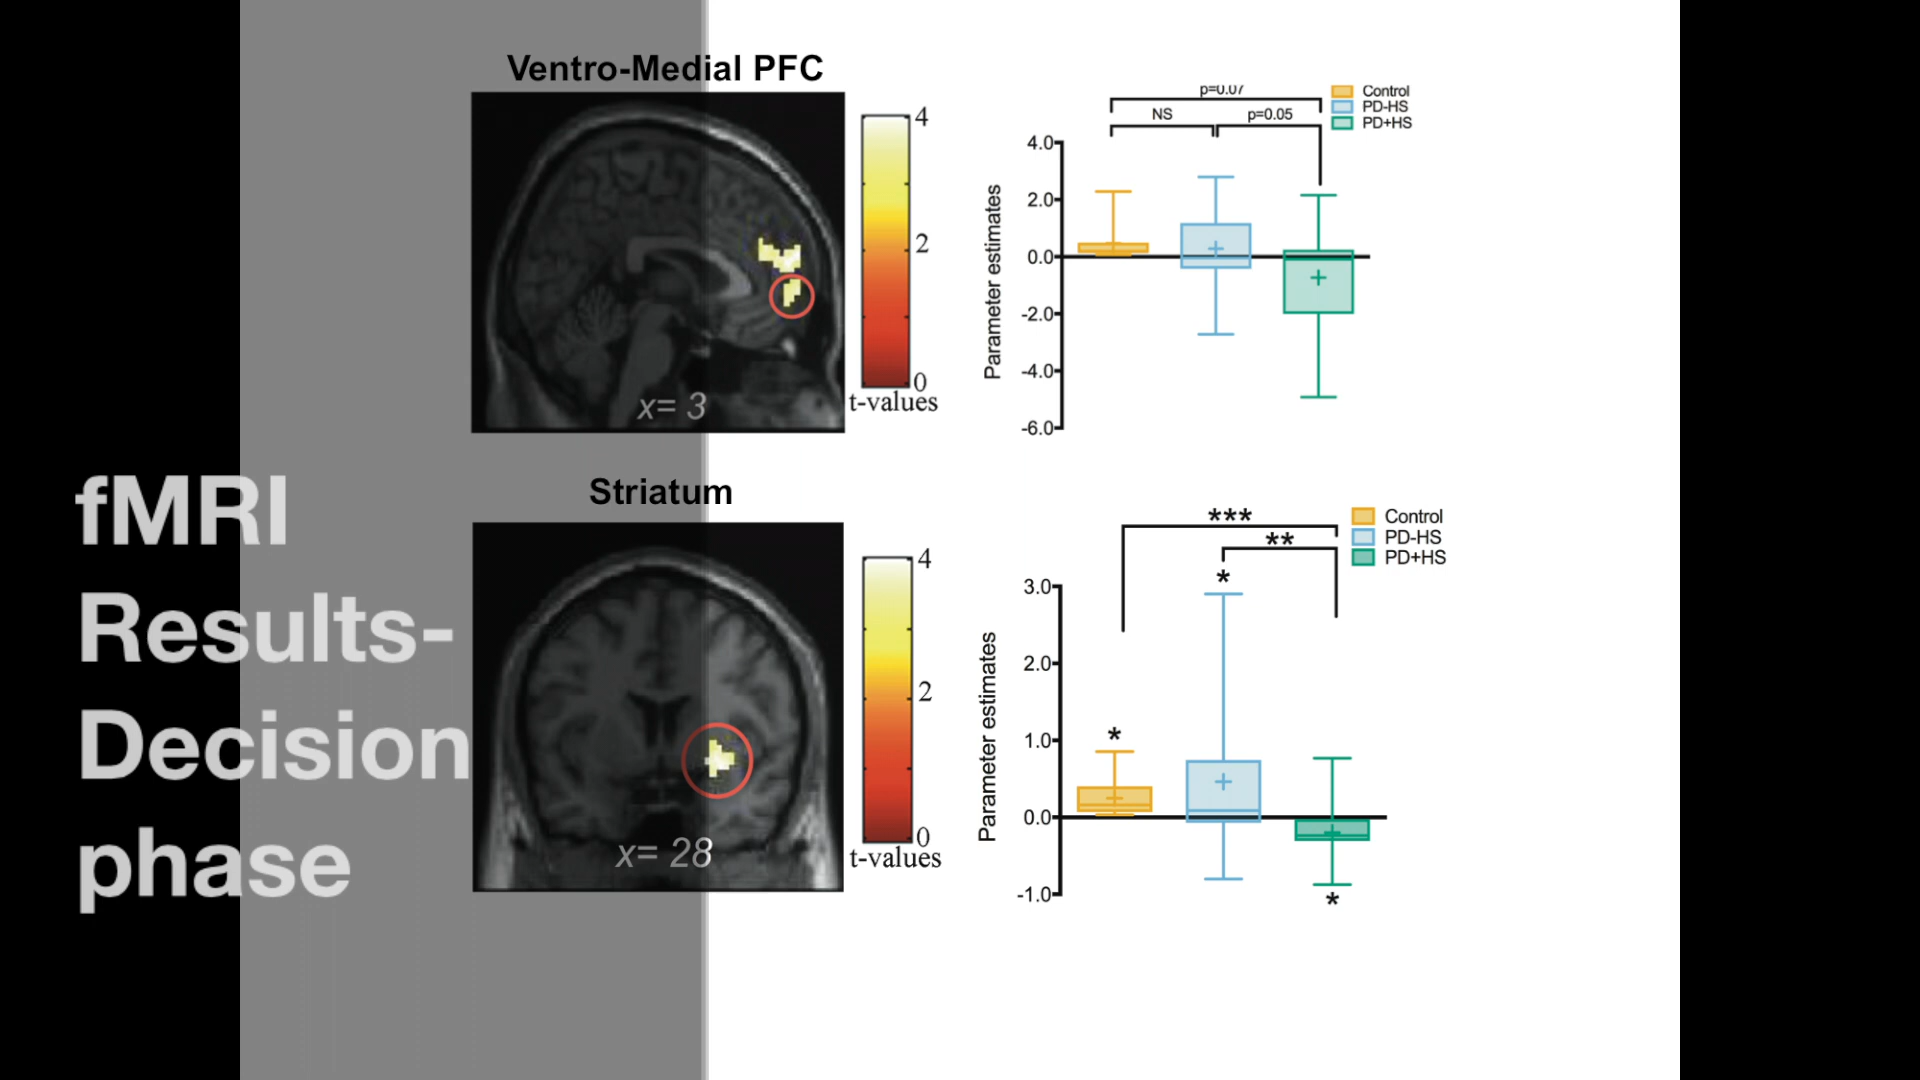 fMRI
Results-
Decision
phase
Ventro-Medial PFC
4
2
0
t-values
x= 3
p=0.07
NS
p=0.05
Control
PD-HS
PD+HS
4.0
2.0
0.0
-2.0
-4.0
-6.0
Parameter estimates
Striatum
4
2
0
t-values
x= 28
***
**
*
*
*
Control
PD-HS
PD+HS
3.0
2.0
1.0
0.0
-1.0
Parameter estimates